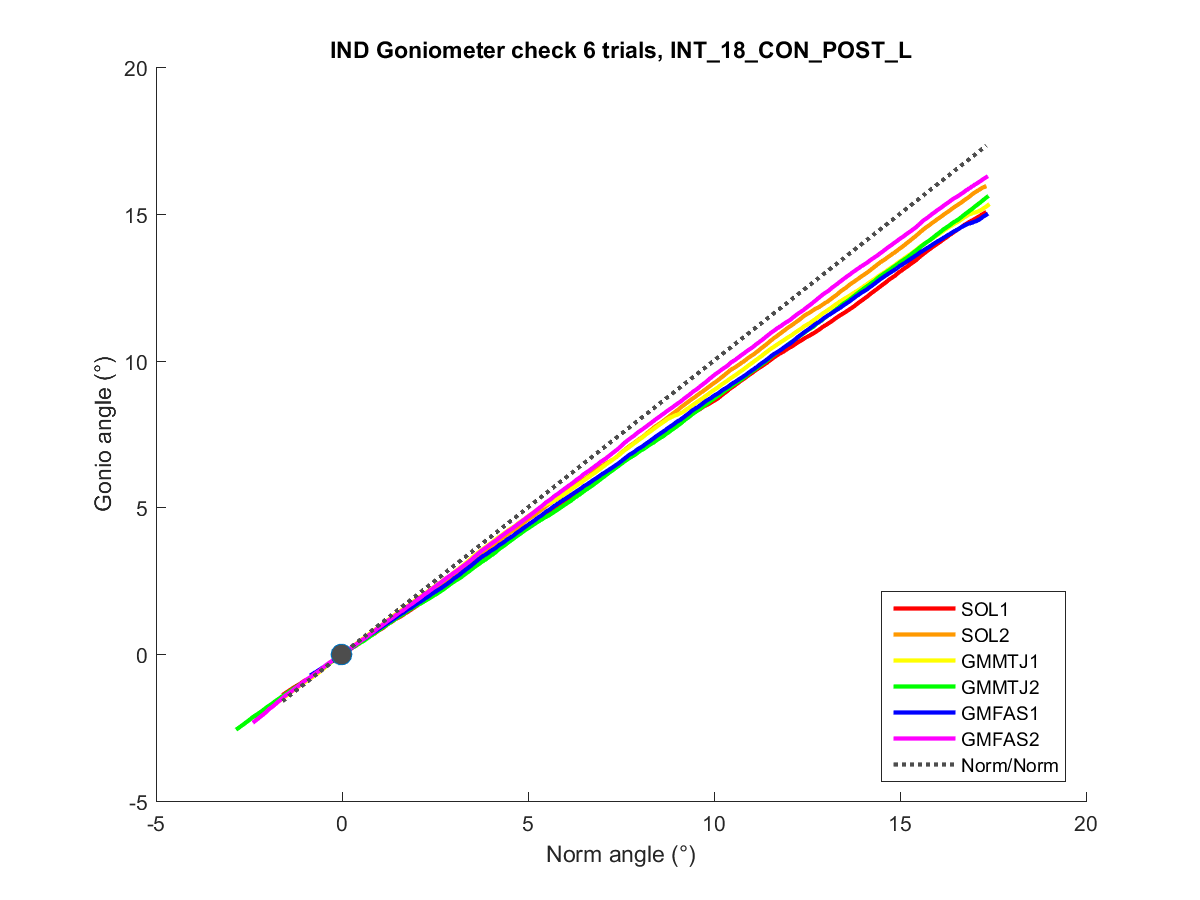 IND Goniometer check 6 trials, INT_18_CON_POST_L
20
15
10
5
0
-5
Gonio angle (°)
-5 0 5 10 15 20
Norm angle (°)
SOL1
SOL2
GMMTJ1
GMMTJ2
GMFAS1
GMFAS2
Norm/Norm